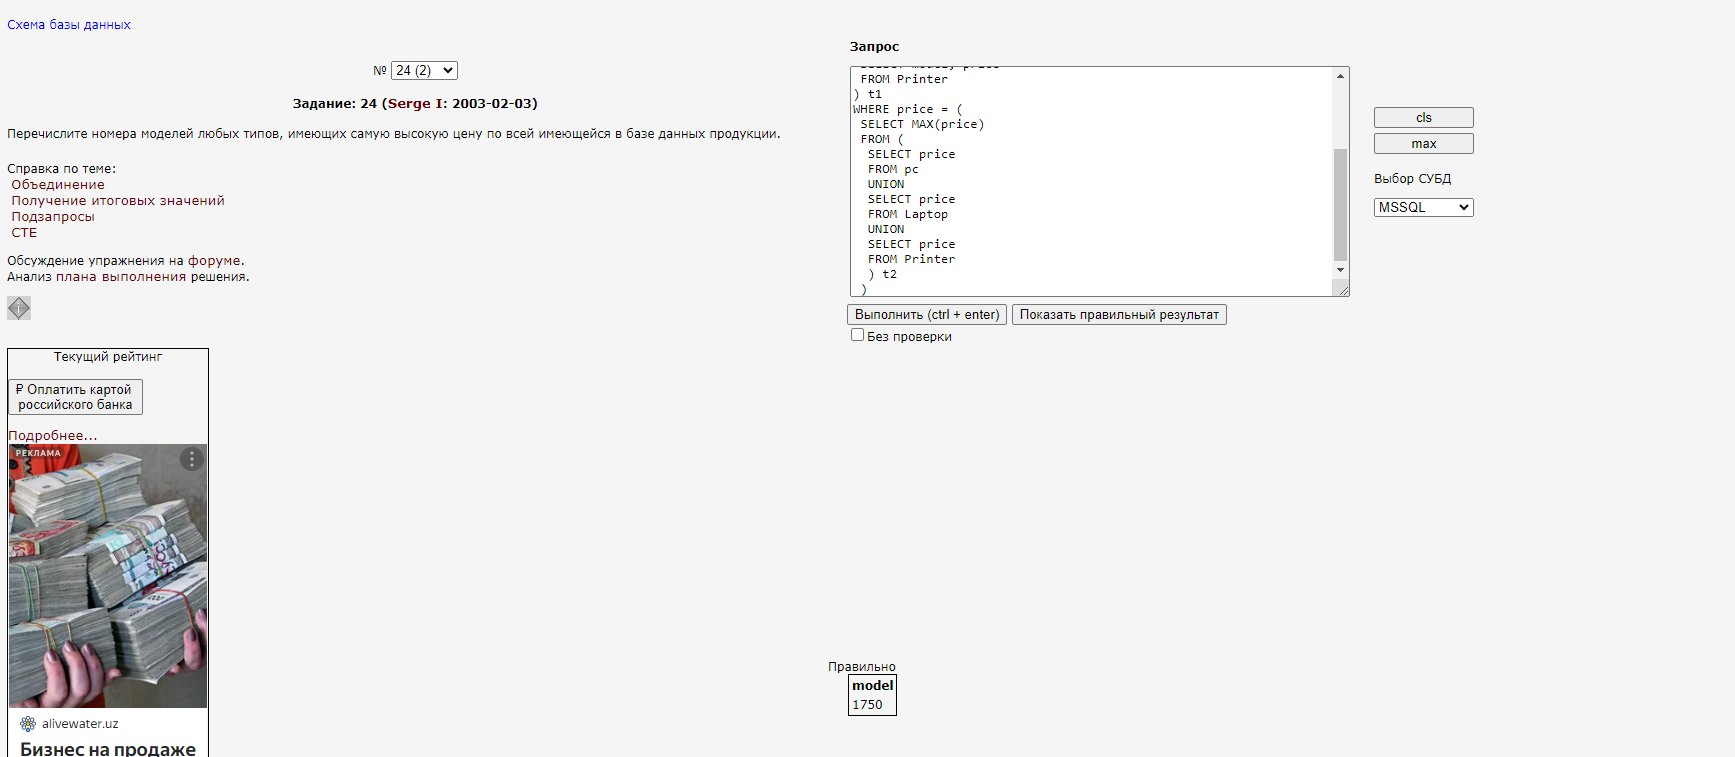 Схема базы данных
№ 24 (2)
Задание: 24 (Serge I: 2003-02-03)
Перечислите номера моделей любых типов, имеющих самую высокую цену по всей имеющейся в базе данных продукции.
Справка по теме:
Объединение
Получение итоговых значений
Подзапросы
CTE
Обсуждение упражнения на форуме.
Анализ плана выполнения решения.
Текущий рейтинг
₽ Оплатить картой
российского банка
Подробнее...
РЕКЛАМА
alivewater.uz
Бизнес на продаже
Запрос
FROM Printer
) t1
WHERE price = (
SELECT MAX(price)
FROM (
SELECT price
FROM pc
UNION
SELECT price
FROM Laptop
UNION
SELECT price
FROM Printer
) t2
)
Выполнить (ctrl + enter) Показать правильный результат
Без проверки
cls
max
Выбор СУБД
MSSQL
Правильно
model
1750